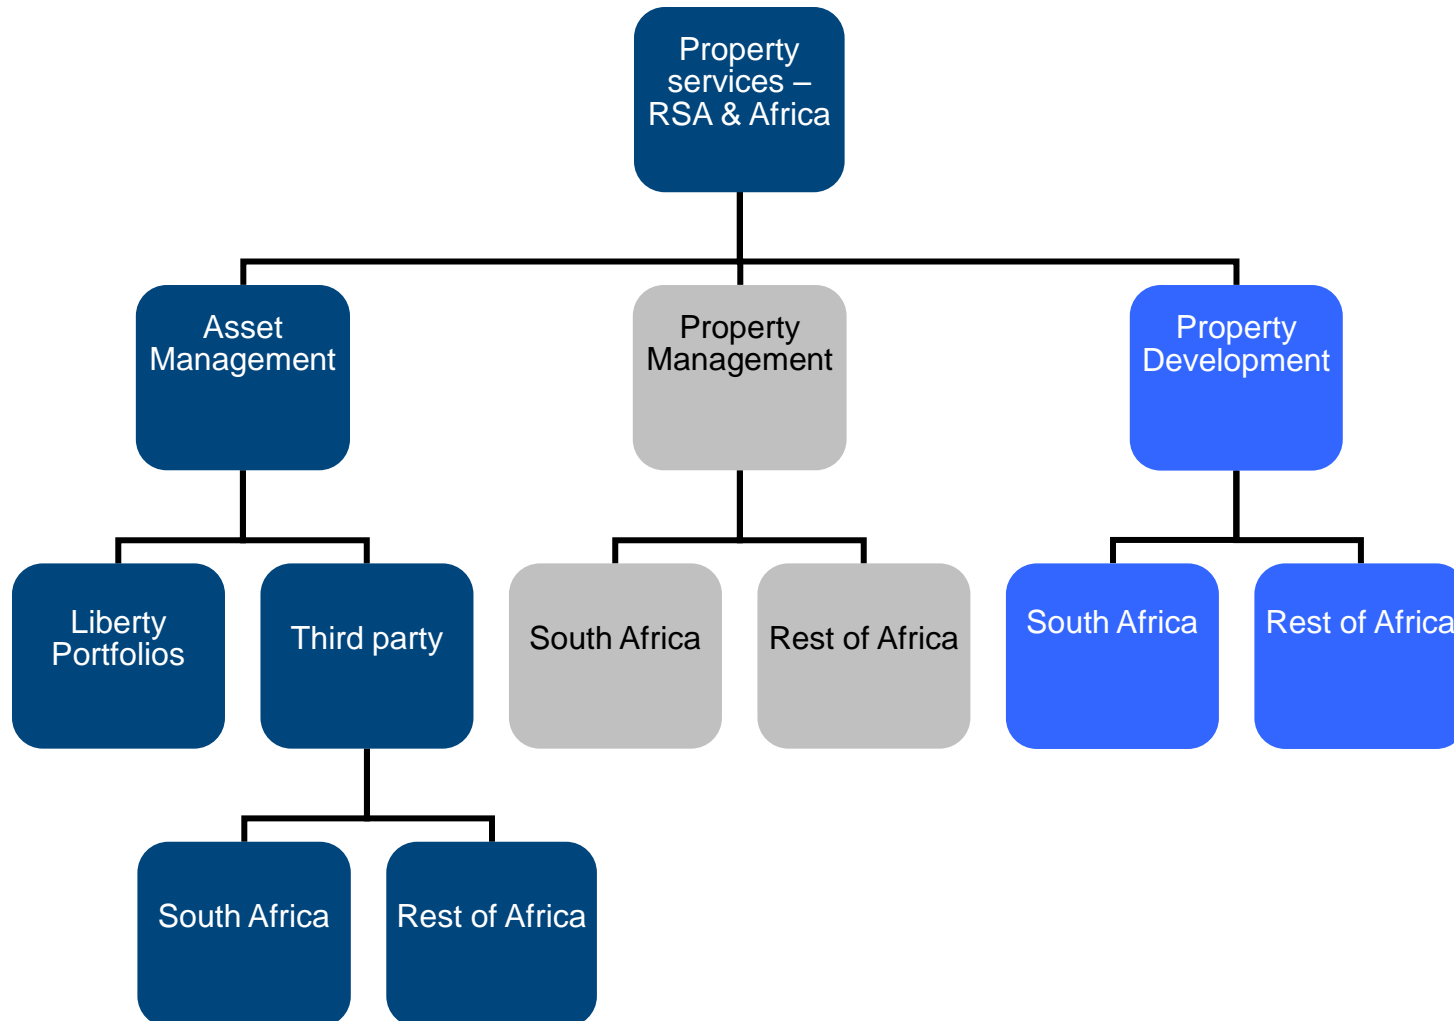 Property
services –
RSA & Africa
Asset
Management
Property
Management
Property
Development
Liberty
Portfolios
Third party
South Africa
Rest of Africa
South Africa
Rest of Africa
South Africa
Rest of Africa